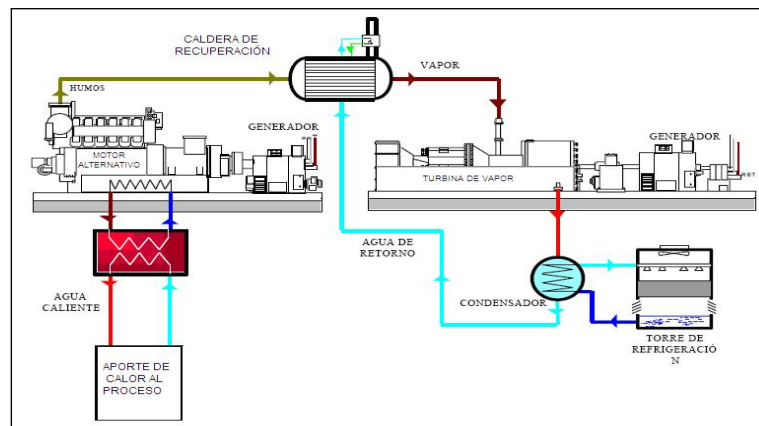 CALDERA DE
RECUPERACIÓN
VAPOR
HUMOS
GENERADOR
MOTOR
ALTERNATIVO
GENERADOR
TURBINA DE VAPOR
RST
AGUA DE
RETORNO
AGUA
CALIENTE
CONDENSADOR
TORRE DE
REFRIGERACIÓ
N
APORTE DE
CALOR AL
PROCESO